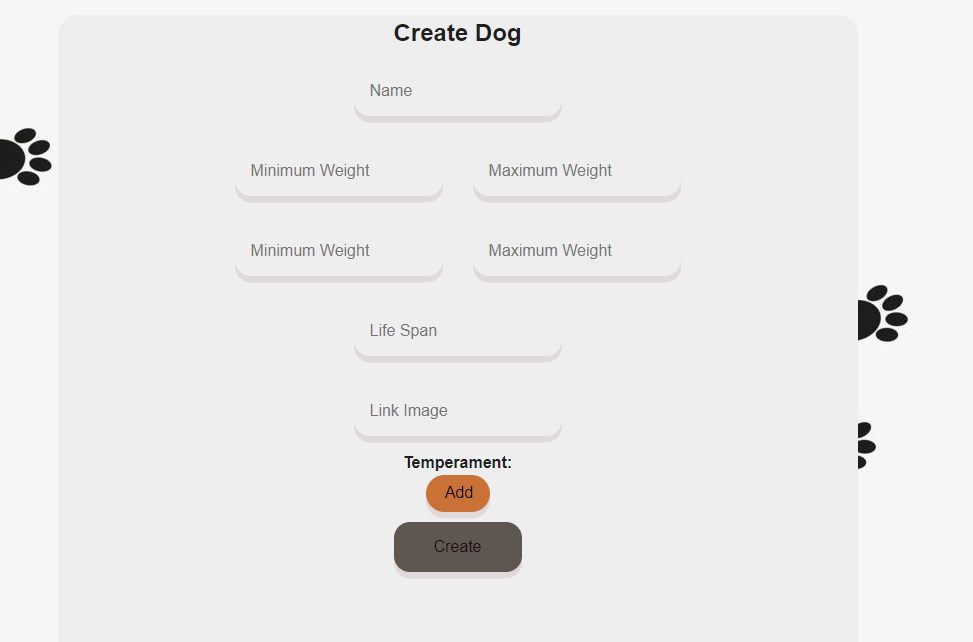 Create Dog
Name
Minimum Weight Maximum Weight
Minimum Weight Maximum Weight
Life Span
Link Image
Temperament:
Add
Create